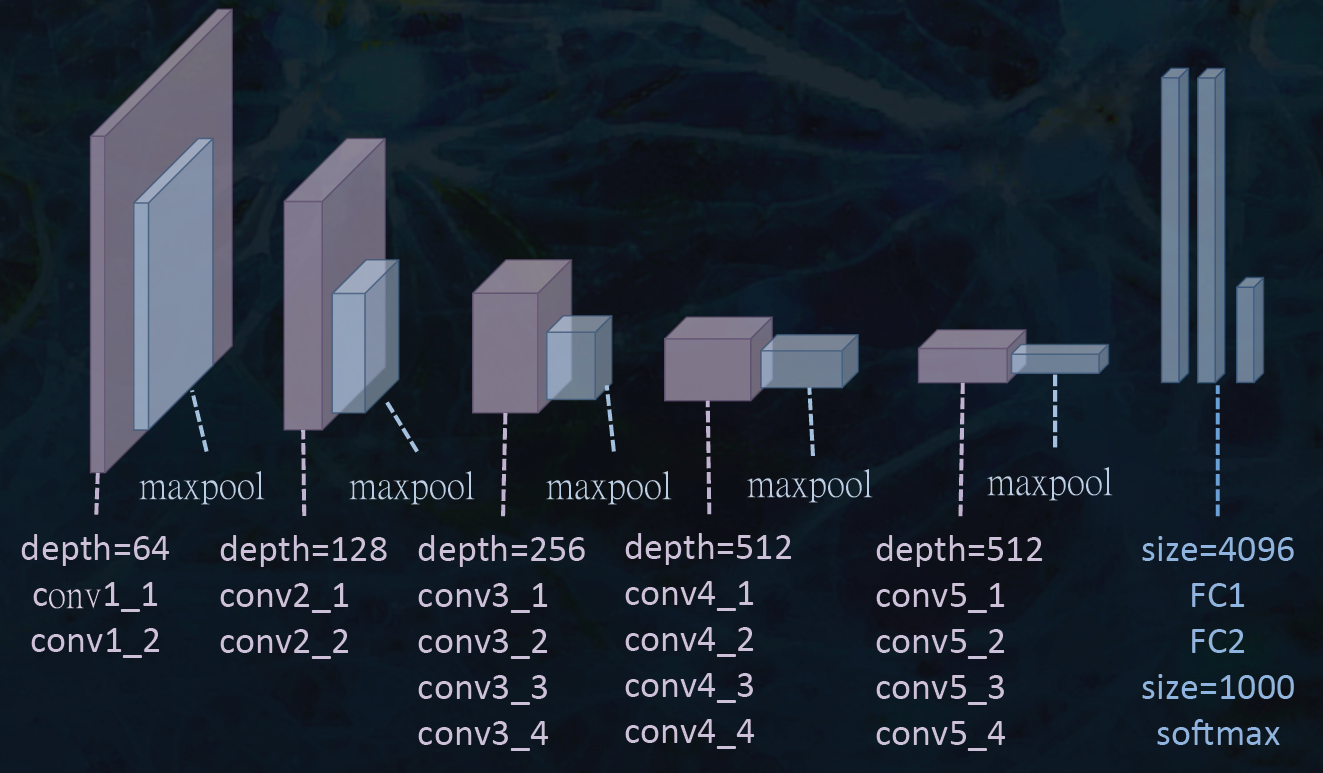 maxpool
maxpool
maxpool
maxpool
maxpool
depth=64
conv1_1
conv1_2
depth=128
conv2_1
conv2_2
depth=256
conv3_1
conv3_2
conv3_3
conv3_4
depth=512
conv4_1
conv4_2
conv4_3
conv4_4
depth=512
conv5_1
conv5_2
conv5_3
conv5_4
size=4096
FC1
FC2
size=1000
softmax